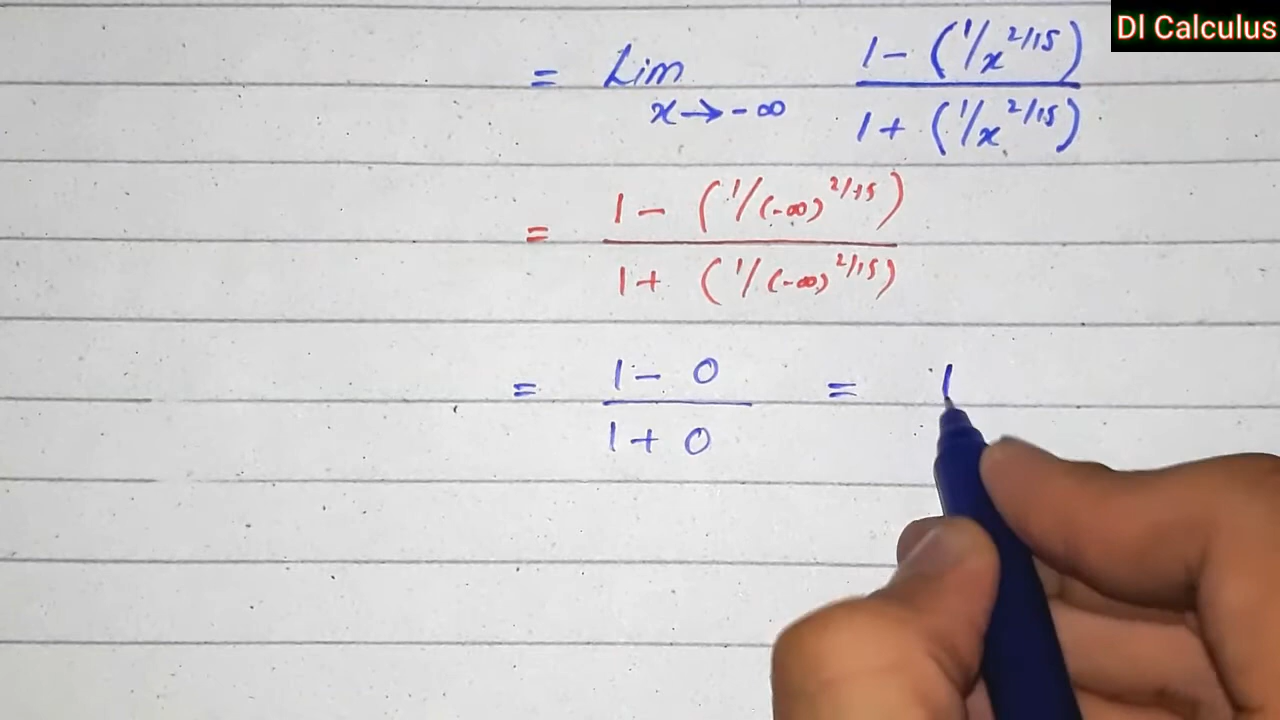 DI Calculus
= Lim x→-∞ 1 - (1/x^2/15) / 1 + (1/x^2/15)
= 1 - (1/(-∞)^2/15) / 1 + (1/(-∞)^2/15)
= 1 - 0 / 1 + 0 = 1